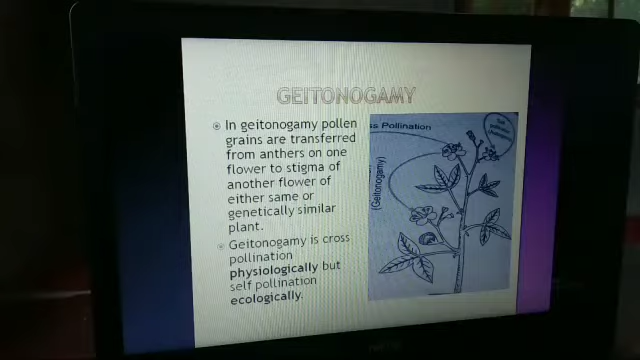 GEITONOGAMY
In geitonogamy pollen
grains are transferred
from anthers on one
flower to stigma of
another flower of
either same or
genetically similar
plant.
Geitonogamy is cross
pollination
physiologically but
self pollination
ecologically.
ss Pollination
(Geitonogamy)